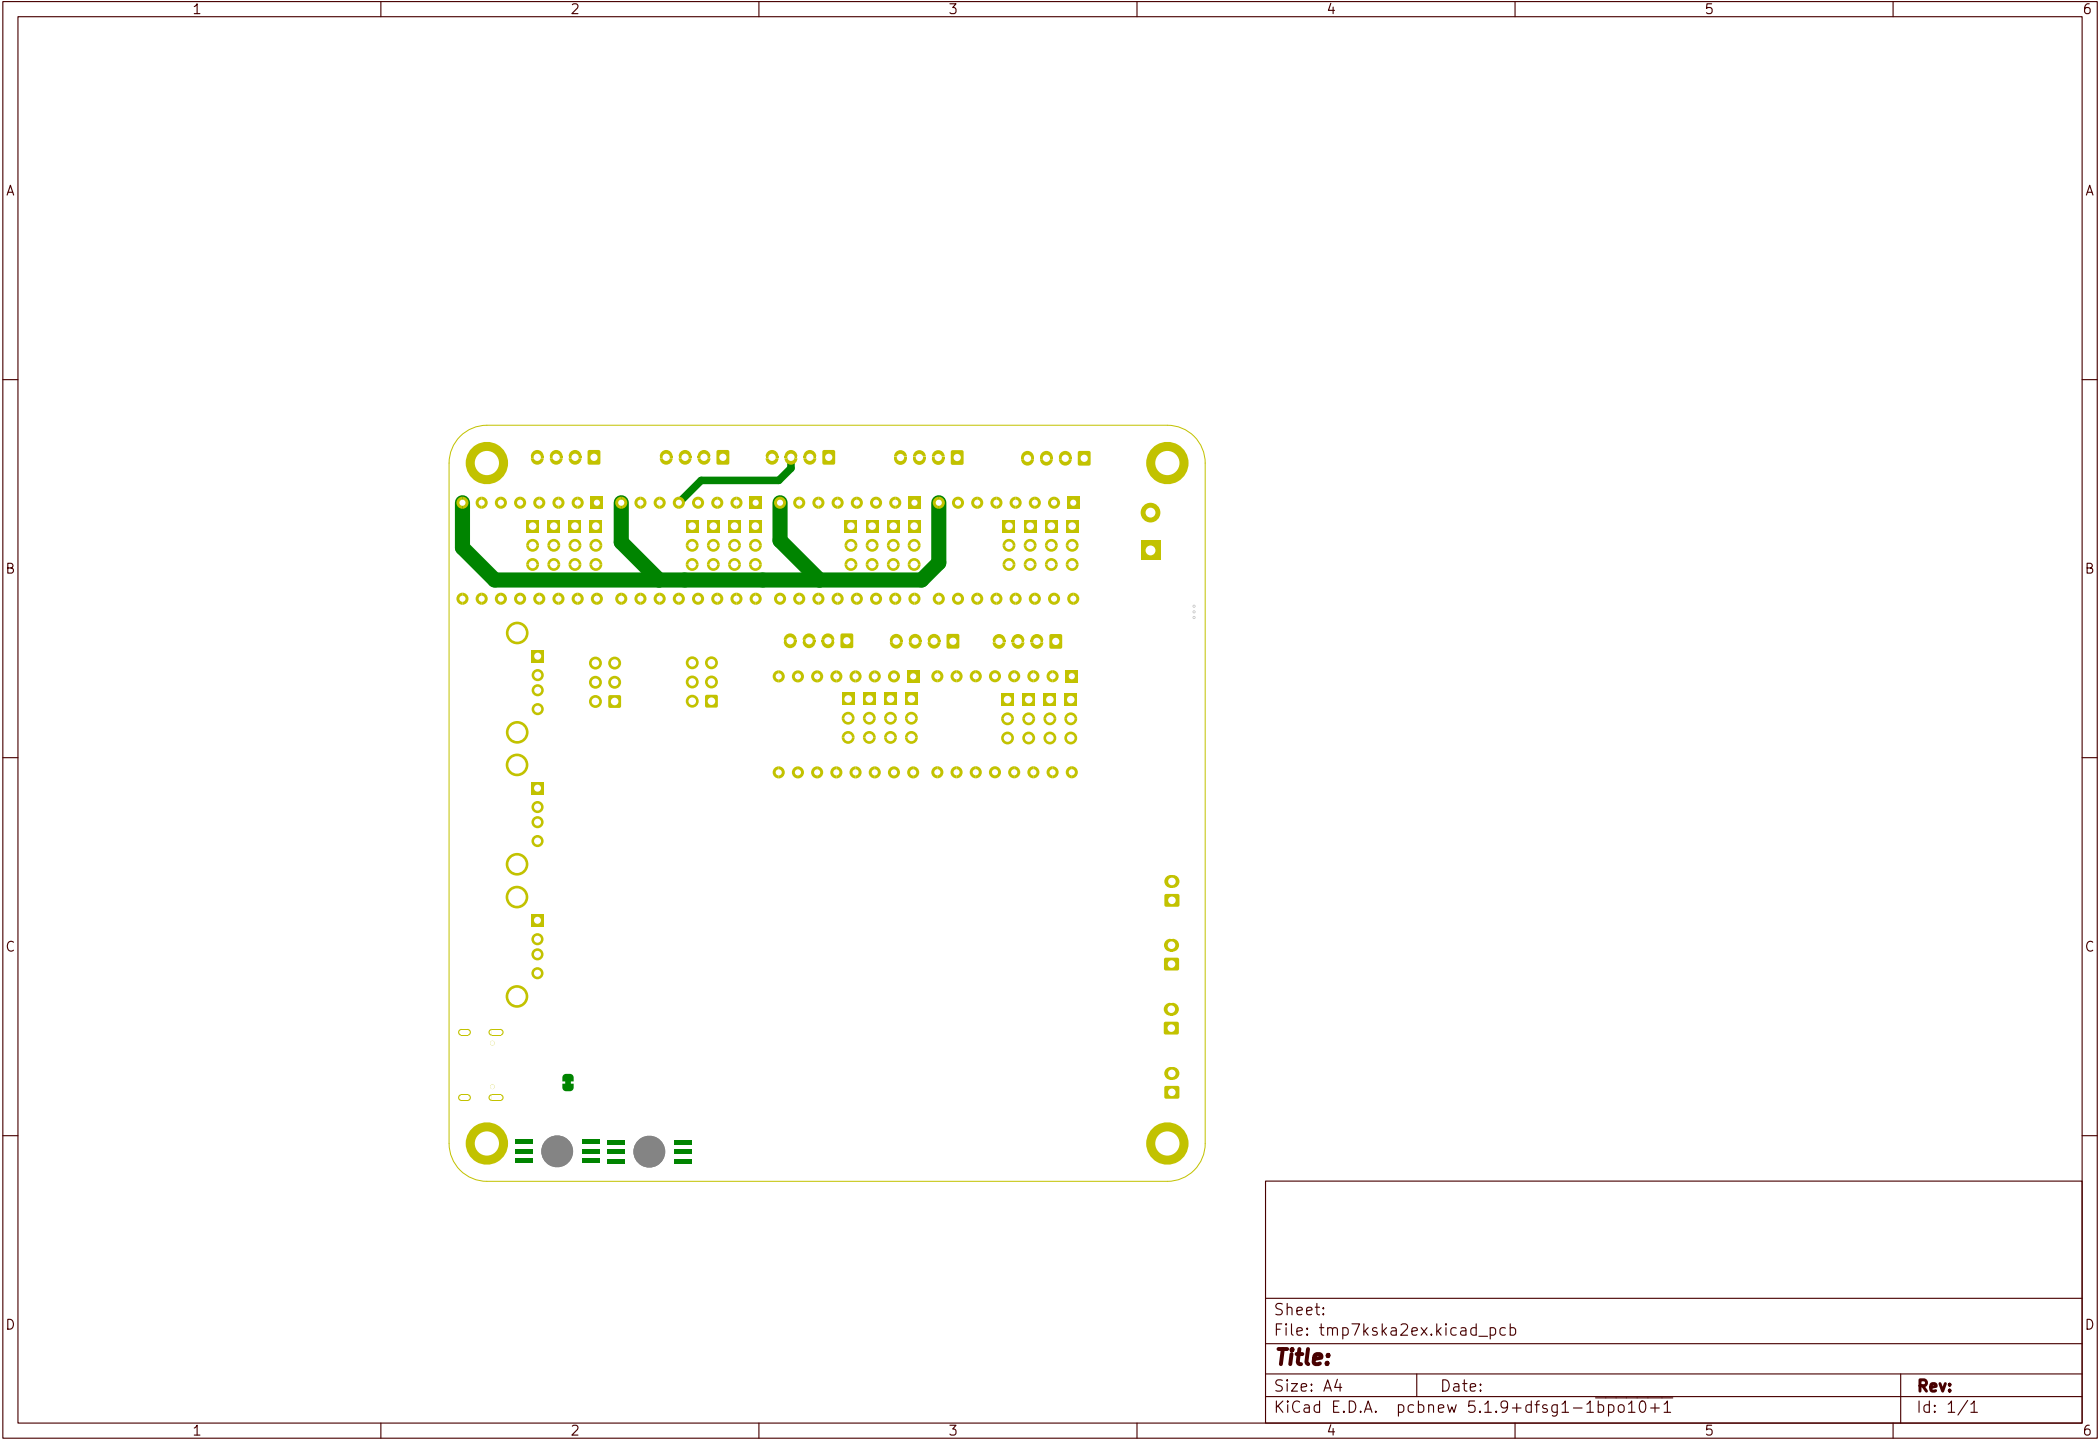 1 2 3 4 5 6
A A
B B
C C
D D
Sheet:
File: tmp7kska2ex.kicad_pcb
Title:
Size: A4 Date: Rev:
KiCad E.D.A. pcbnew 5.1.9+dfsg1-1bpo10+1 Id: 1/1
1 2 3 4 5 6